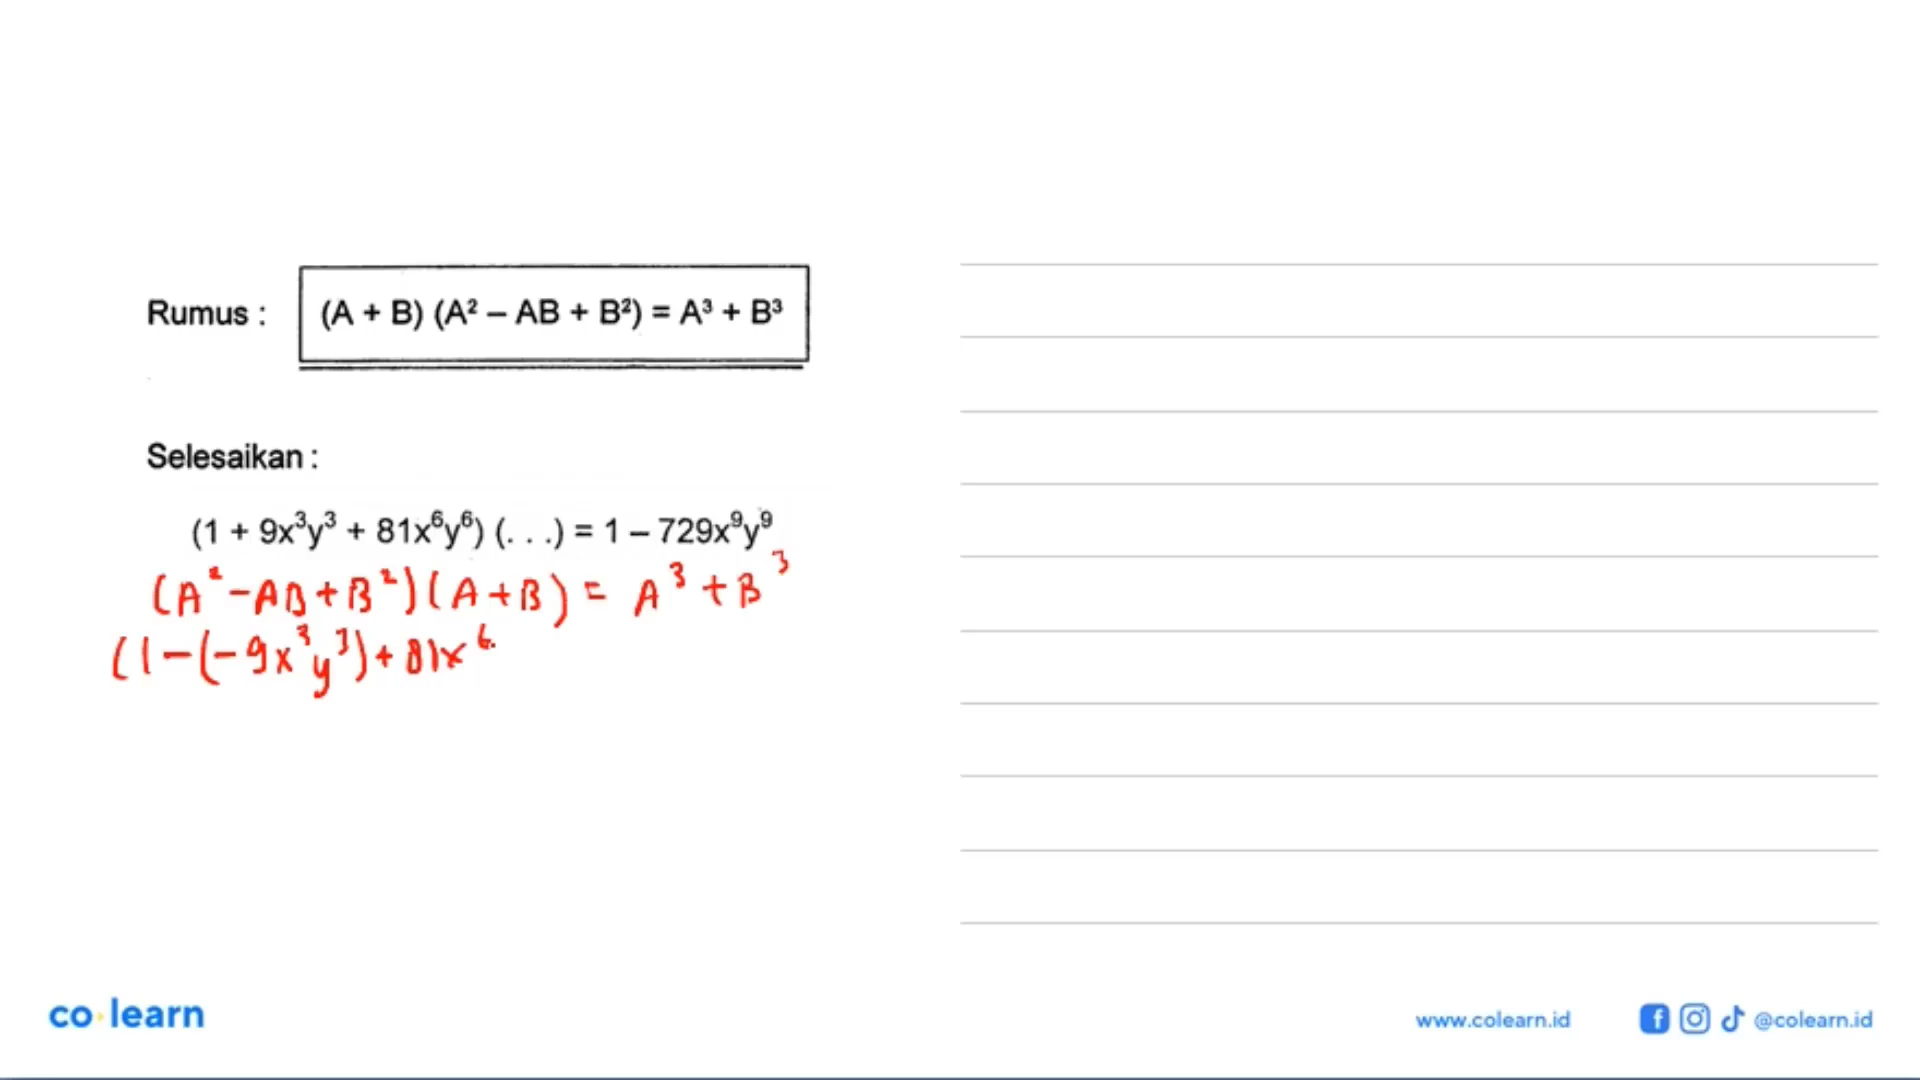 Rumus : (A + B) (A² – AB + B²) = A³ + B³
Selesaikan :
(1 + 9x³y³ + 81x⁶y⁶) (. . .) = 1 – 729x⁹y⁹
(A² - AB + B²) (A + B) = A³ + B³
(1 - (-9x³y³) + 81x⁶
co learn
www.colearn.id
@colearn.id